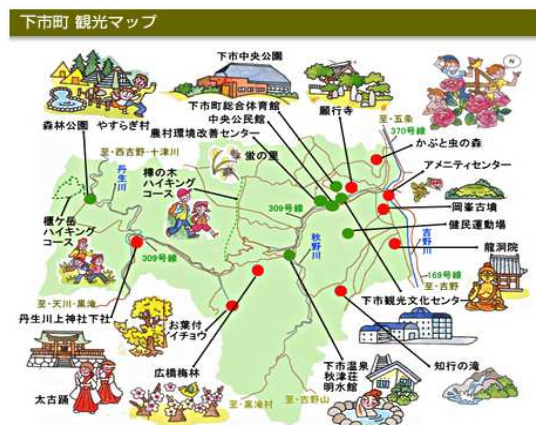 下市町 観光マップ
下市中央公園
下市町総合体育館
中央公民館
農村環境改善センター
願行寺
至・五条
370号線
かぶと虫の森
アメニティセンター
岡峯古墳
健民運動場
吉野川
龍洞院
169号線
至・吉野
森林公園 やすらぎ村
至・西吉野・十津川
丹生川
蛍の里
樽の木
ハイキング
コース
309号線
秋野川
櫃ケ岳
ハイキング
コース
309号線
至・天川・黒滝
丹生川上神社下社
お葉付
イチョウ
下市観光文化センター
広橋梅林
下市温泉
秋津荘
明水館
知行の滝
太古踊
至・黒滝村
至・吉野山
N